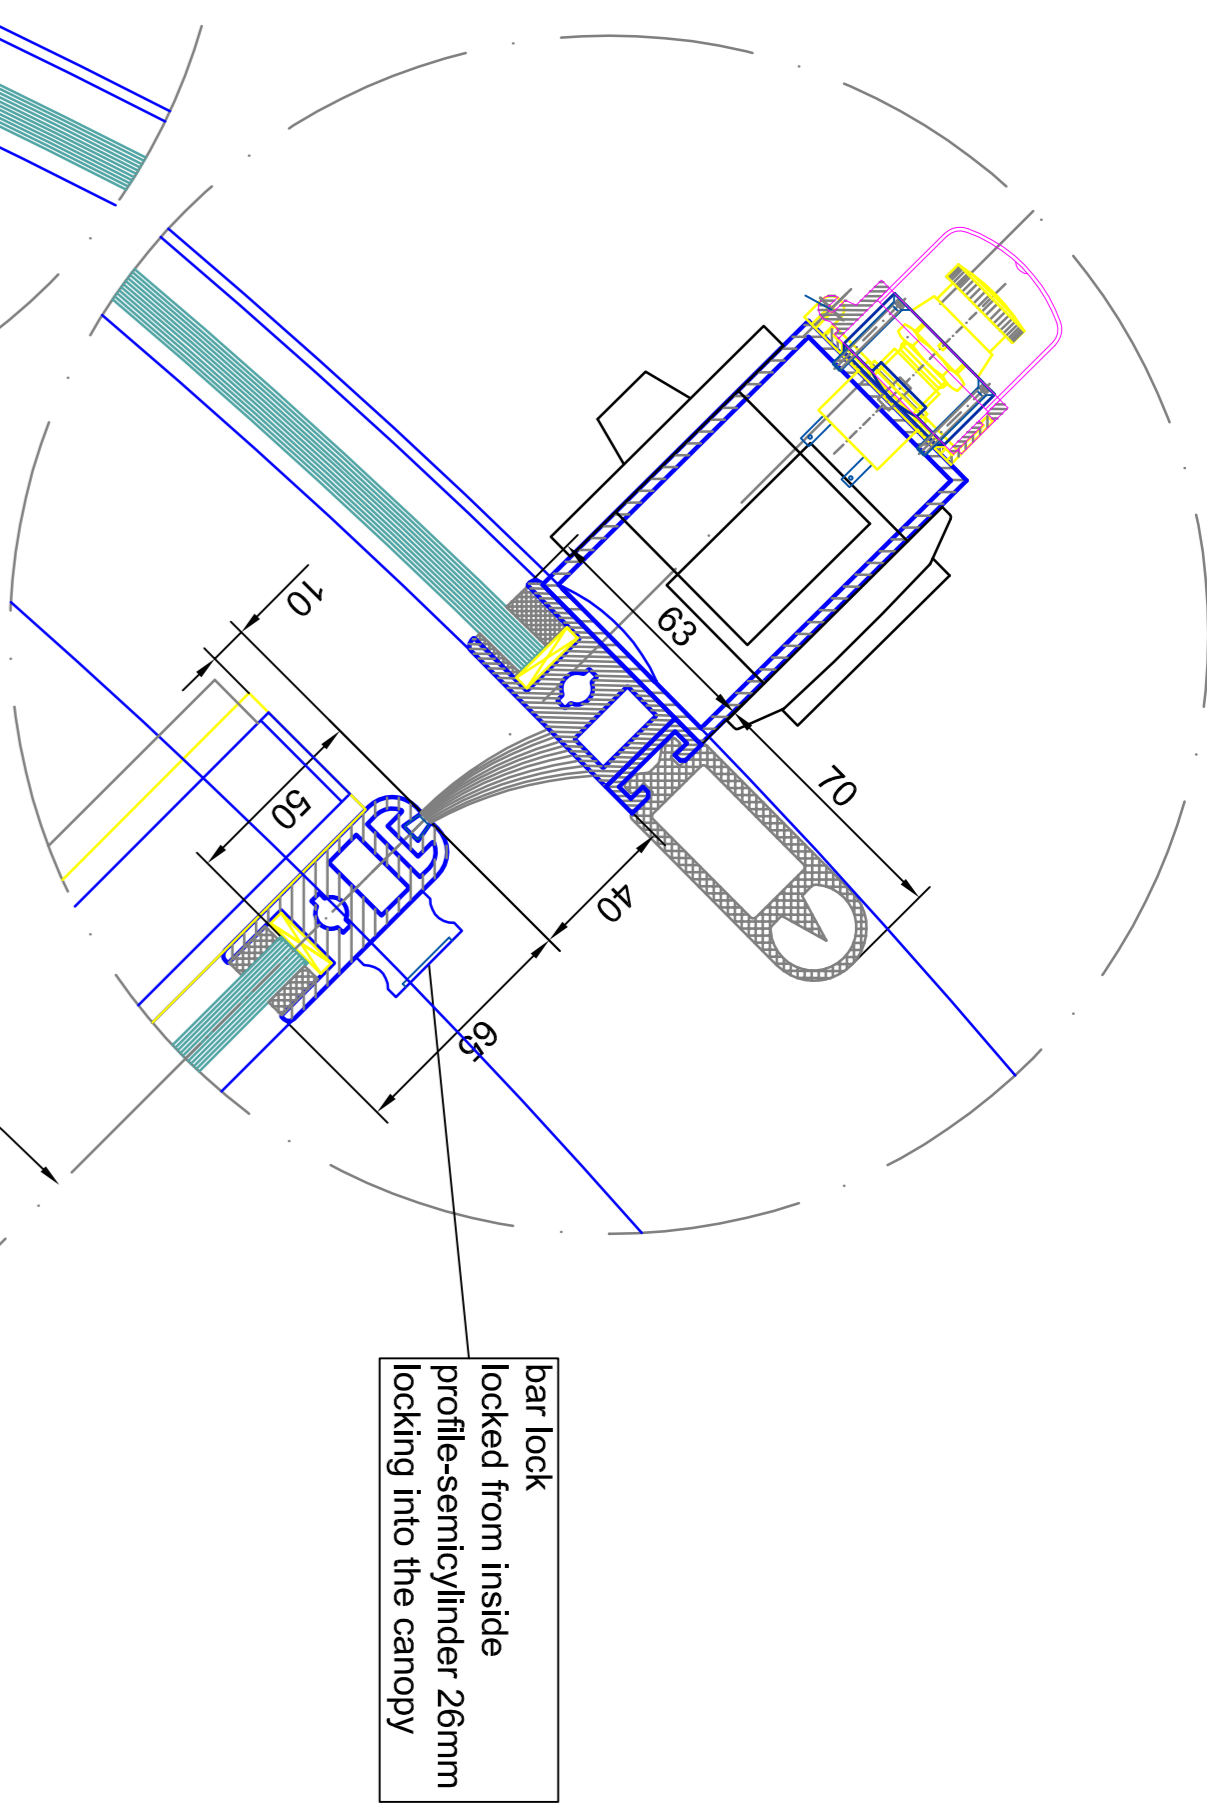 63
70
10
50
40
65
bar lock
locked from inside
profile-semicylinder 26mm
locking into the canopy